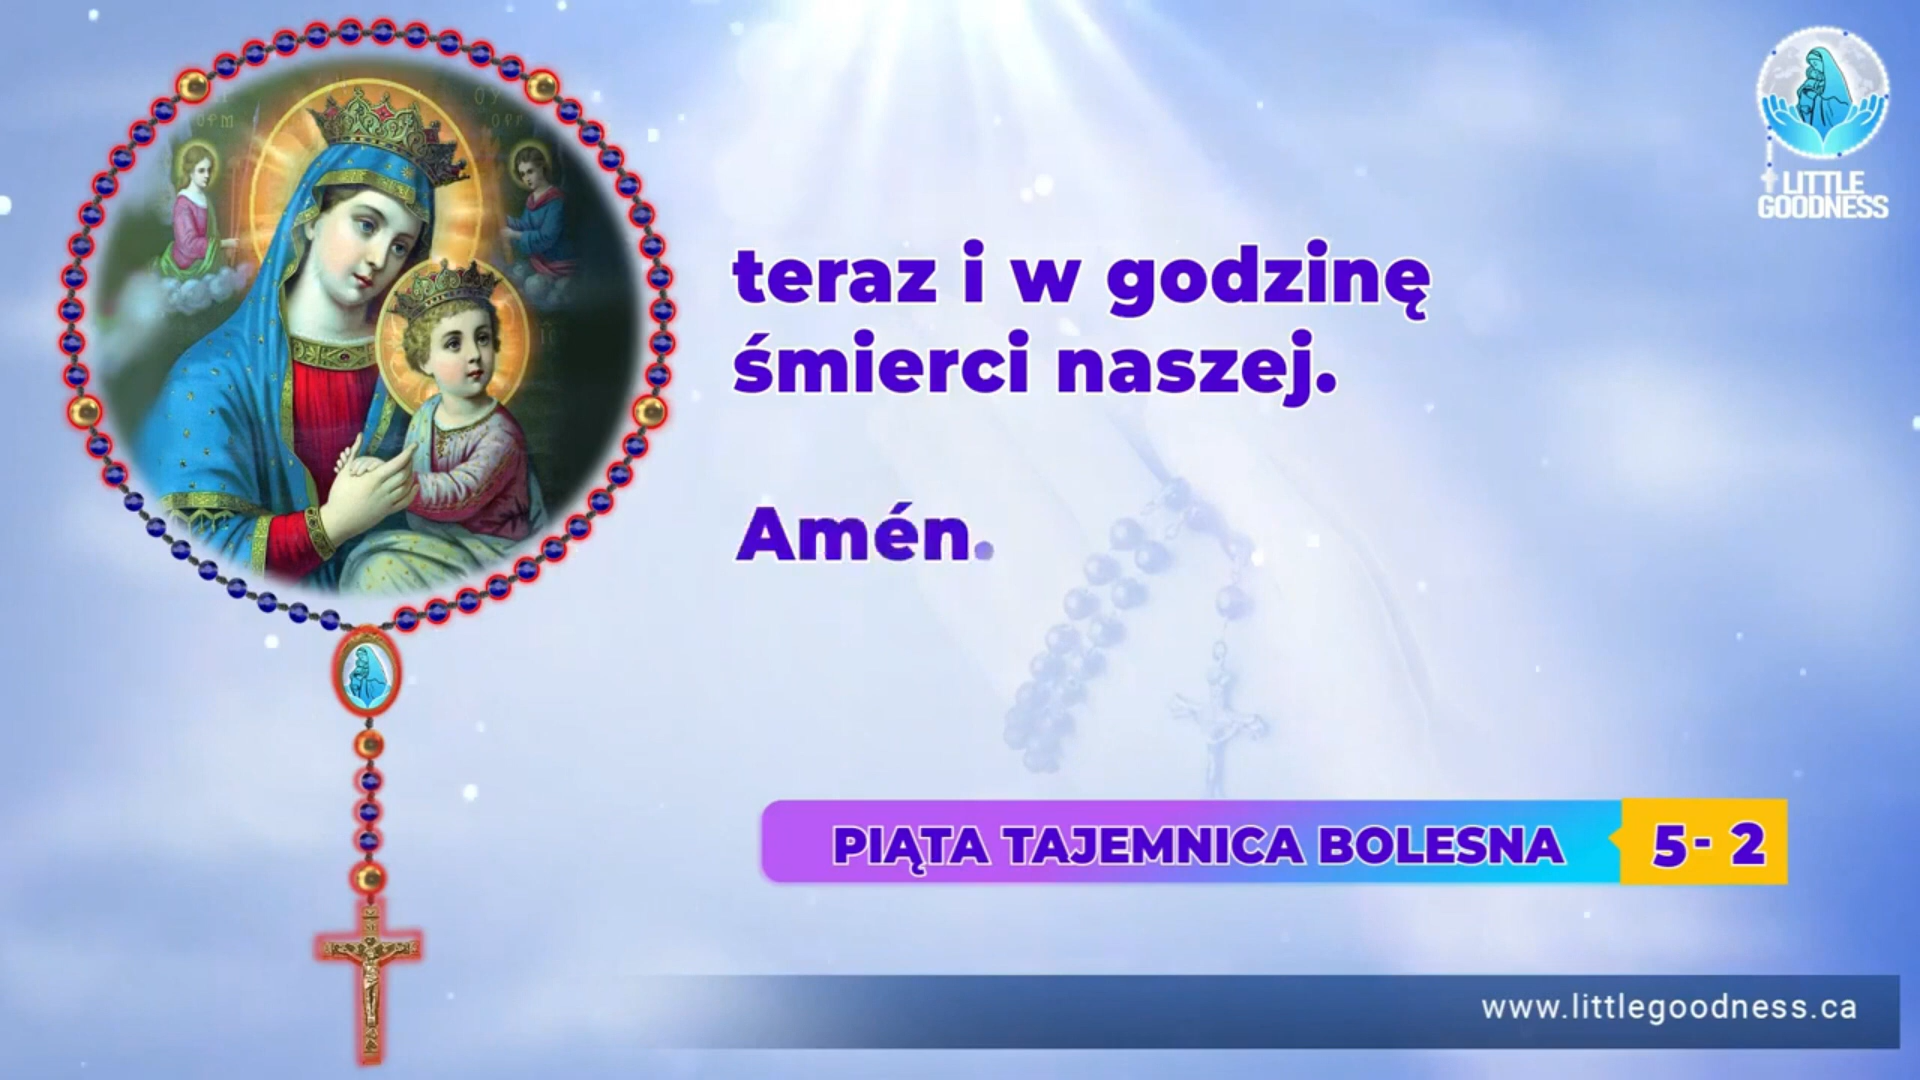 LITTLE
GOODNESS
teraz i w godzinę
śmierci naszej.
Amén.
PIĄTA TAJEMNICA BOLESNA 5- 2
www.littlegoodness.ca